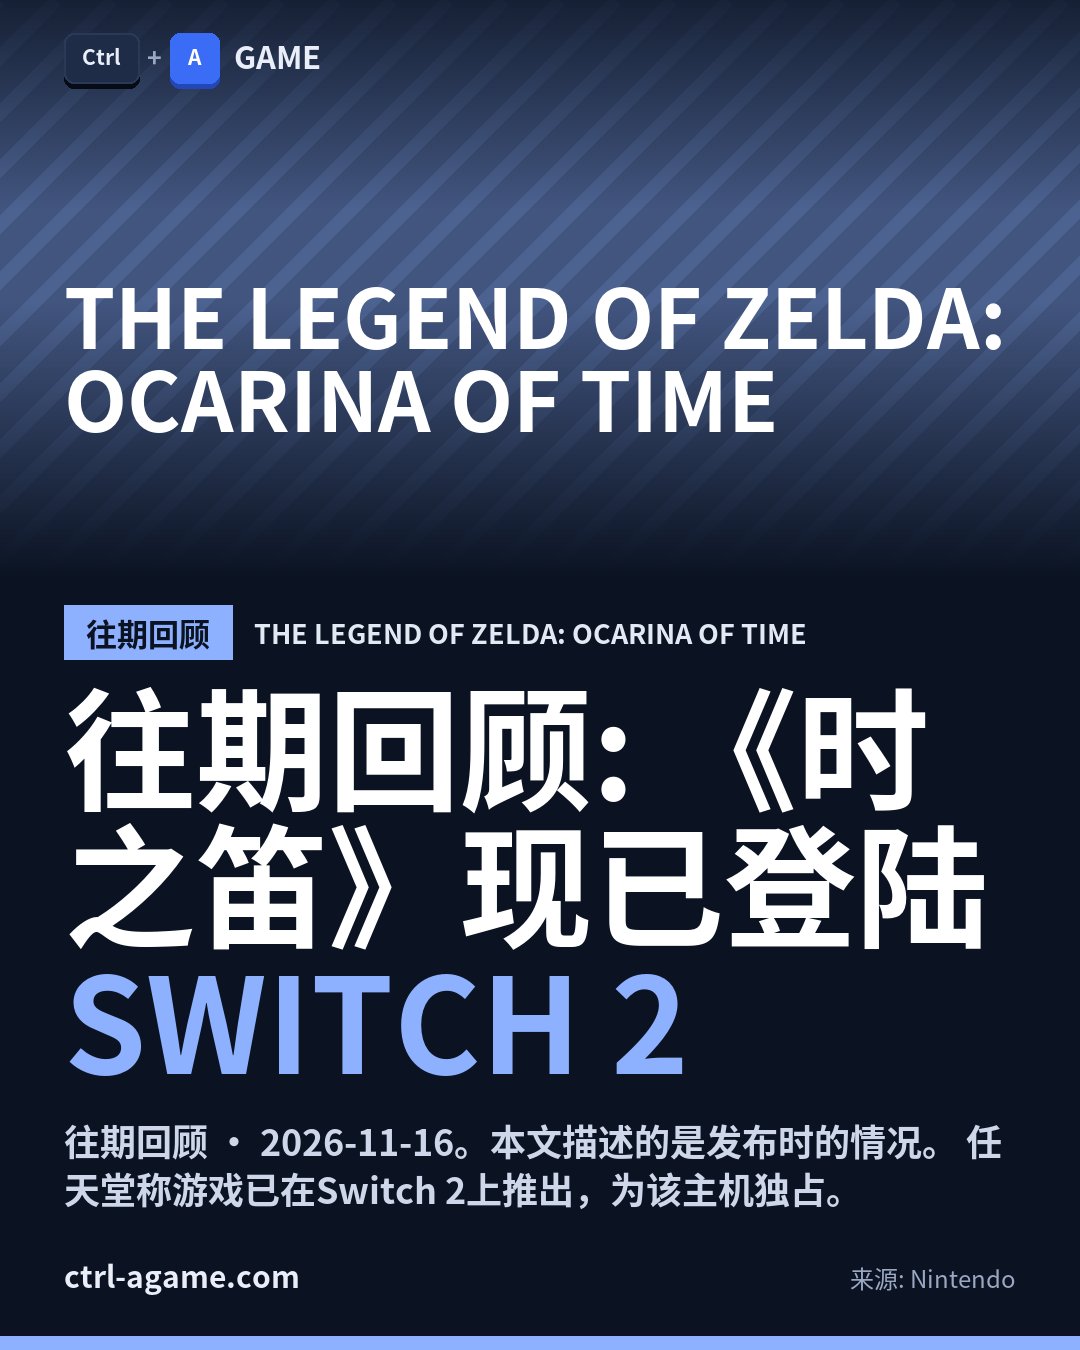 Ctrl + A GAME
THE LEGEND OF ZELDA:
OCARINA OF TIME
往期回顾 THE LEGEND OF ZELDA: OCARINA OF TIME
往期回顾: 《时
之笛》现已登陆
SWITCH 2
往期回顾 · 2026-11-16。本文描述的是发布时的情况。 任
天堂称游戏已在Switch 2上推出，为该主机独占。
ctrl-agame.com 来源: Nintendo